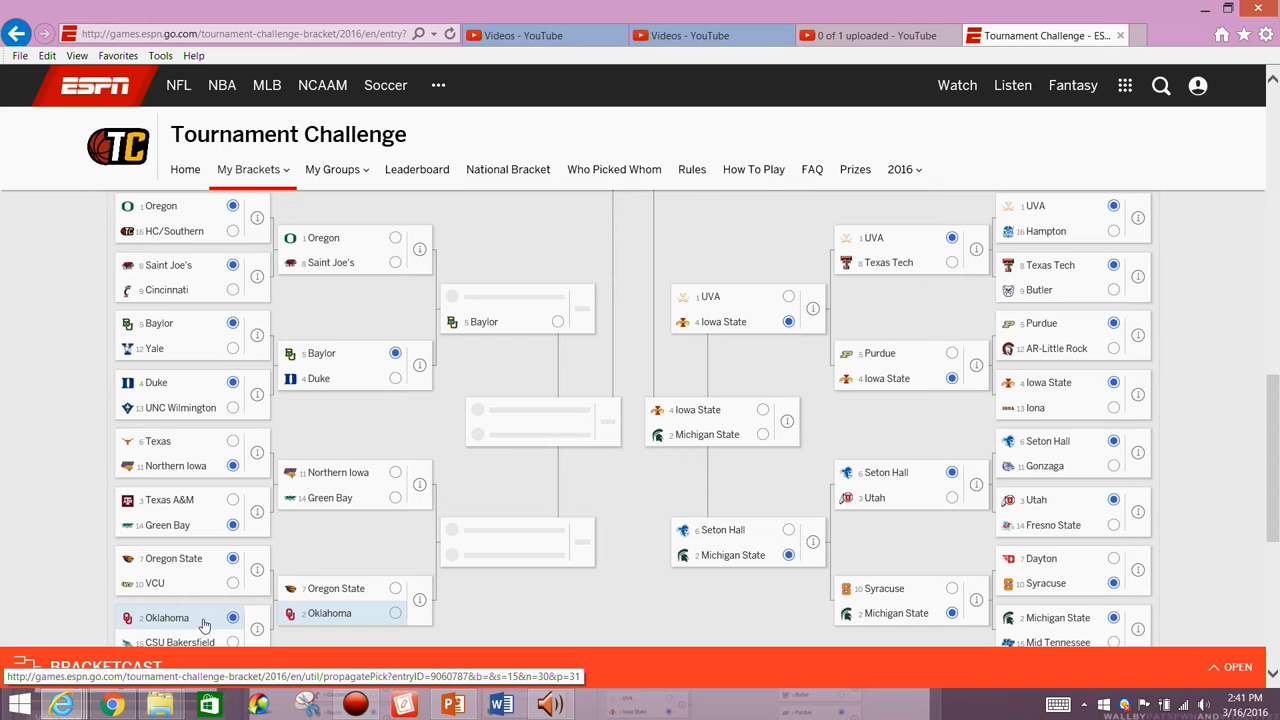 http://games.espn.go.com/tournament-challenge-bracket/2016/en/entry?
Videos - YouTube
Videos - YouTube
0 of 1 uploaded - YouTube
Tournament Challenge - ES...
File Edit View Favorites Tools Help
ESPN NFL NBA MLB NCAAM Soccer ••• Watch Listen Fantasy
TC Tournament Challenge
Home My Brackets My Groups Leaderboard National Bracket Who Picked Whom Rules How To Play FAQ Prizes 2016
1 Oregon
16 HC/Southern
8 Saint Joe's
9 Cincinnati
5 Baylor
12 Yale
4 Duke
13 UNC Wilmington
6 Texas
11 Northern Iowa
3 Texas A&M
14 Green Bay
7 Oregon State
10 VCU
2 Oklahoma
15 CSU Bakersfield
1 Oregon
8 Saint Joe's
5 Baylor
4 Duke
11 Northern Iowa
14 Green Bay
7 Oregon State
2 Oklahoma
5 Baylor
1 UVA
4 Iowa State
4 Iowa State
2 Michigan State
6 Seton Hall
2 Michigan State
1 UVA
8 Texas Tech
5 Purdue
4 Iowa State
6 Seton Hall
3 Utah
10 Syracuse
2 Michigan State
1 UVA
16 Hampton
8 Texas Tech
9 Butler
5 Purdue
12 AR-Little Rock
4 Iowa State
13 Iona
6 Seton Hall
11 Gonzaga
3 Utah
14 Fresno State
7 Dayton
10 Syracuse
2 Michigan State
15 Mid Tennessee
BRACKETCAST OPEN
http://games.espn.go.com/tournament-challenge-bracket/2016/en/util/propagatePick?entryID=9060787&b=&s=15&n=30&p=31
2:41 PM
3/16/2016